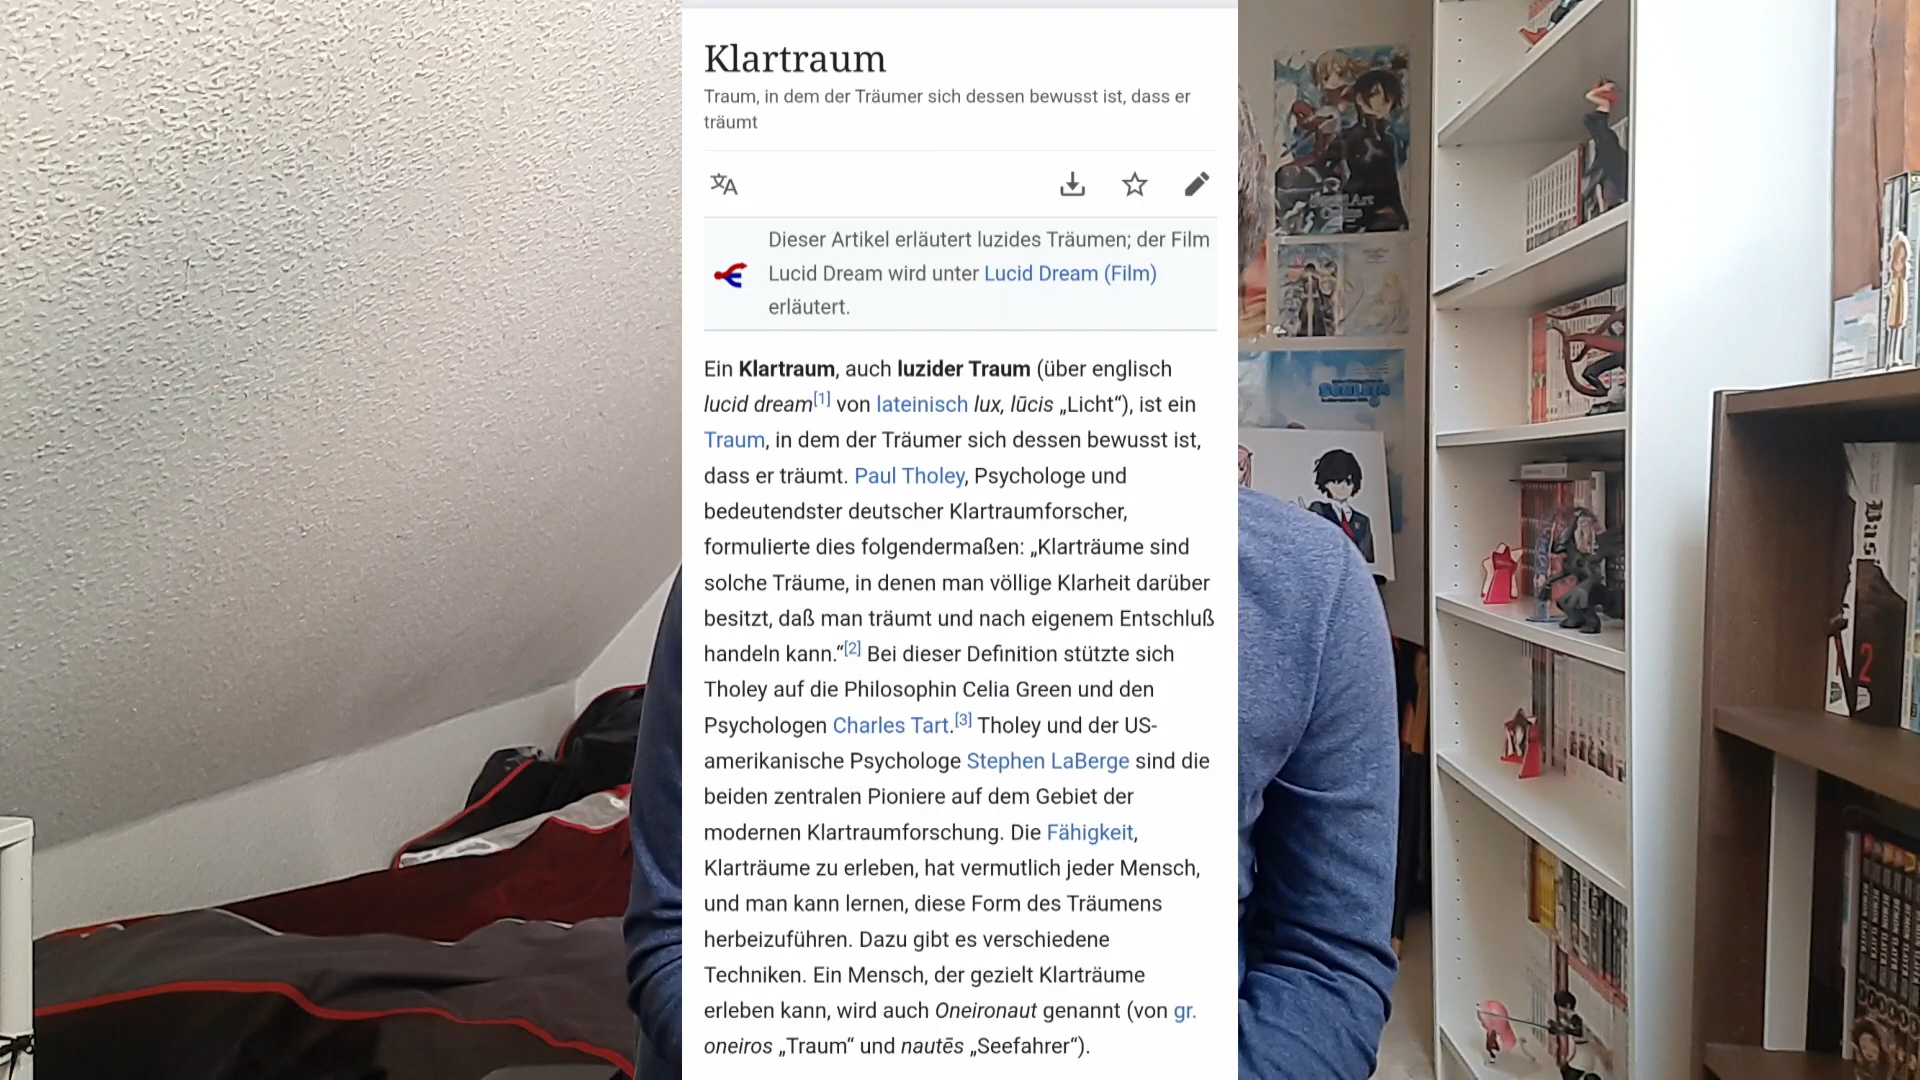 Klartraum
Traum, in dem der Träumer sich dessen bewusst ist, dass er
träumt
Dieser Artikel erläutert luzides Träumen; der Film
Lucid Dream wird unter Lucid Dream (Film)
erläutert.
Ein Klartraum, auch luzider Traum (über englisch
lucid dream[1] von lateinisch lux, lūcis „Licht“), ist ein
Traum, in dem der Träumer sich dessen bewusst ist,
dass er träumt. Paul Tholey, Psychologe und
bedeutendster deutscher Klartraumforscher,
formulierte dies folgendermaßen: „Klarträume sind
solche Träume, in denen man völlige Klarheit darüber
besitzt, daß man träumt und nach eigenem Entschluß
handeln kann.“[2] Bei dieser Definition stützte sich
Tholey auf die Philosophin Celia Green und den
Psychologen Charles Tart.[3] Tholey und der US-
amerikanische Psychologe Stephen LaBerge sind die
beiden zentralen Pioniere auf dem Gebiet der
modernen Klartraumforschung. Die Fähigkeit,
Klarträume zu erleben, hat vermutlich jeder Mensch,
und man kann lernen, diese Form des Träumens
herbeizuführen. Dazu gibt es verschiedene
Techniken. Ein Mensch, der gezielt Klarträume
erleben kann, wird auch Oneironaut genannt (von gr.
oneiros „Traum“ und nautēs „Seefahrer“).
2
DEMON SLAYER